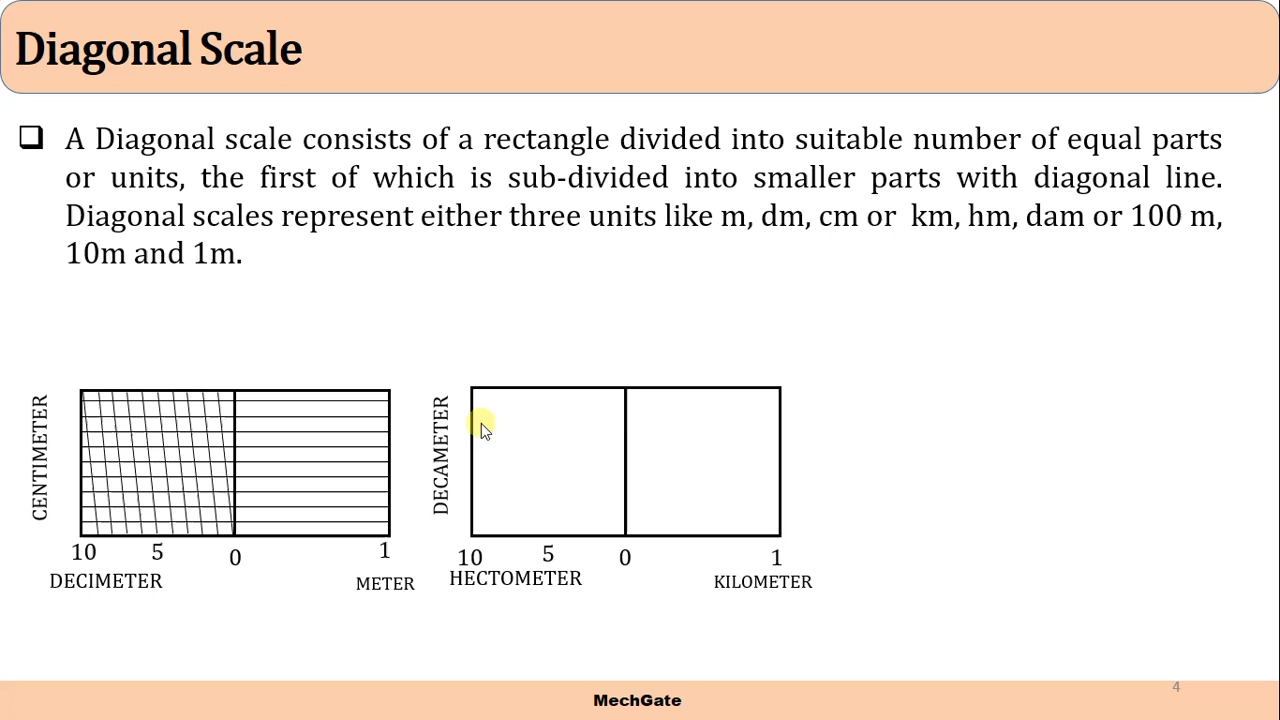 Diagonal Scale
A Diagonal scale consists of a rectangle divided into suitable number of equal parts
or units, the first of which is sub-divided into smaller parts with diagonal line.
Diagonal scales represent either three units like m, dm, cm or km, hm, dam or 100 m,
10m and 1m.
CENTIMETER
10 5 0 1
DECIMETER METER
DECAMETER
10 5 0 1
HECTOMETER KILOMETER
4
MechGate